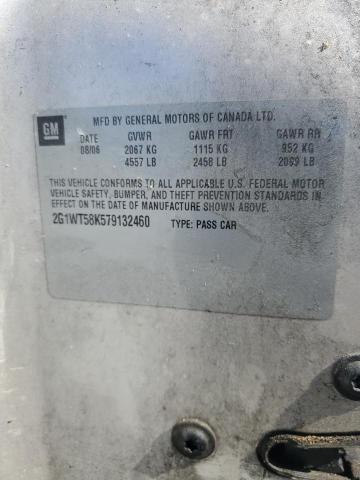 GM
MFD BY GENERAL MOTORS OF CANADA LTD.
DATE GVWR GAWR FRT GAWR RR
08/06 2067 KG 1115 KG 952 KG
4557 LB 2458 LB 2099 LB
THIS VEHICLE CONFORMS TO ALL APPLICABLE U.S. FEDERAL MOTOR
VEHICLE SAFETY, BUMPER, AND THEFT PREVENTION STANDARDS
IN EFFECT ON THE DATE OF MANUFACTURE SHOWN ABOVE.
2G1WT58K579132460 TYPE: PASS CAR